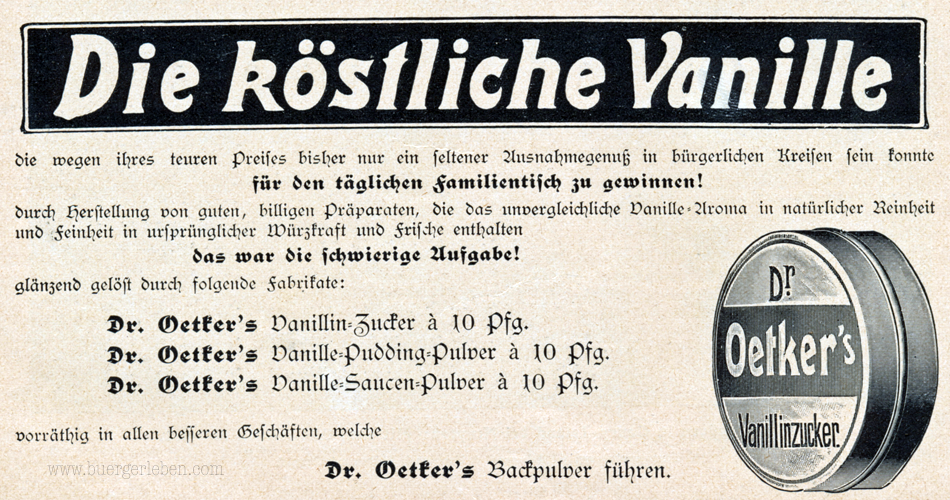 Die köstliche Vanille
die wegen ihres teuren Preises bisher nur ein seltener Ausnahmegenuß in bürgerlichen Kreisen sein konnte
für den täglichen Familientisch zu gewinnen!
durch Herstellung von guten, billigen Präparaten, die das unvergleichliche Vanille-Aroma in natürlicher Reinheit
und Feinheit in ursprünglicher Würzkraft und Frische enthalten
das war die schwierige Aufgabe!
glänzend gelöst durch folgende Fabrikate:
Dr. Oetker's Vanillin-Zucker à 10 Pfg.
Dr. Oetker's Vanille-Pudding-Pulver à 10 Pfg.
Dr. Oetker's Vanille-Saucen-Pulver à 10 Pfg.
vorräthig in allen besseren Geschäften, welche
Dr. Oetker's Backpulver führen.
Dr.
Oetker's
Vanillinzucker.
www.buergerleben.com